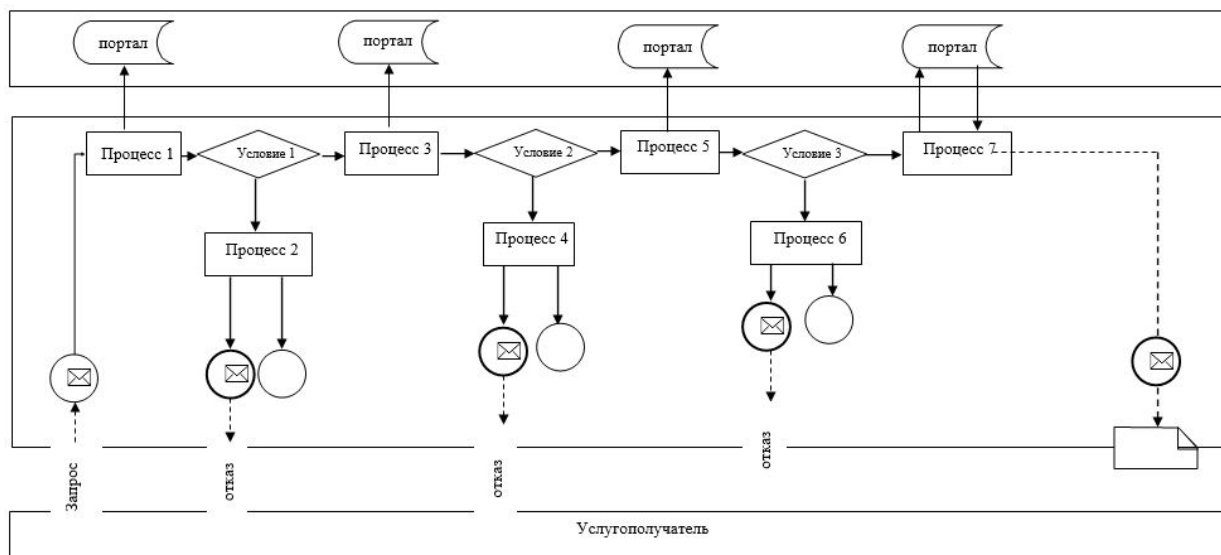 портал
портал
портал
портал
Процесс 1
Условие 1
Процесс 3
Условие 2
Процесс 5
Условие 3
Процесс 7
Процесс 2
Процесс 4
Процесс 6
Запрос
отказ
отказ
отказ
Услугополучатель